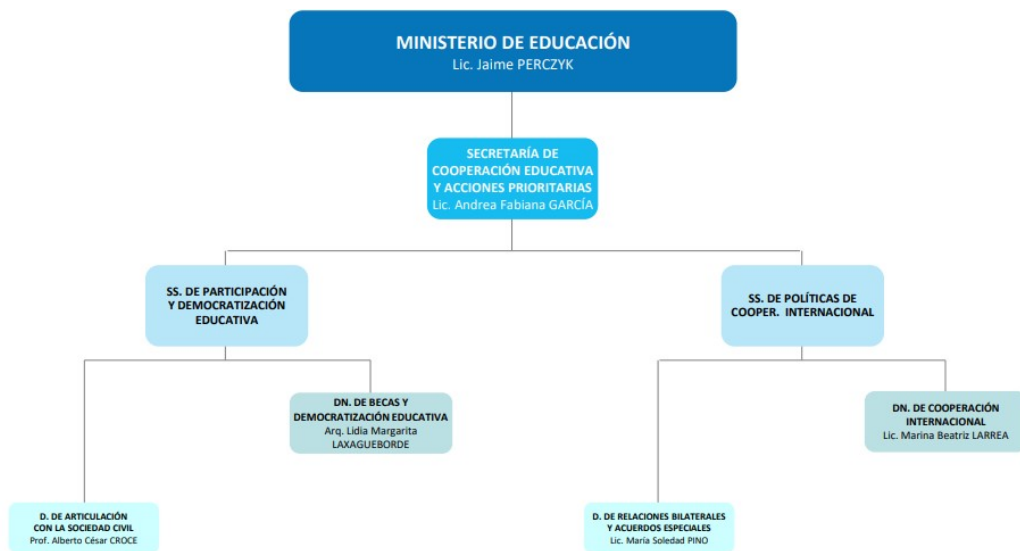 MINISTERIO DE EDUCACIÓN
Lic. Jaime PERCZYK
SECRETARÍA DE
COOPERACIÓN EDUCATIVA
Y ACCIONES PRIORITARIAS
Lic. Andrea Fabiana GARCÍA
SS. DE PARTICIPACIÓN
Y DEMOCRATIZACIÓN
EDUCATIVA
SS. DE POLÍTICAS DE
COOPER. INTERNACIONAL
DN. DE BECAS Y
DEMOCRATIZACIÓN EDUCATIVA
Arq. Lidia Margarita
LAXAGUEBORDE
DN. DE COOPERACIÓN
INTERNACIONAL
Lic. Marina Beatriz LARREA
D. DE ARTICULACIÓN
CON LA SOCIEDAD CIVIL
Prof. Alberto César CROCE
D. DE RELACIONES BILATERALES
Y ACUERDOS ESPECIALES
Lic. María Soledad PINO